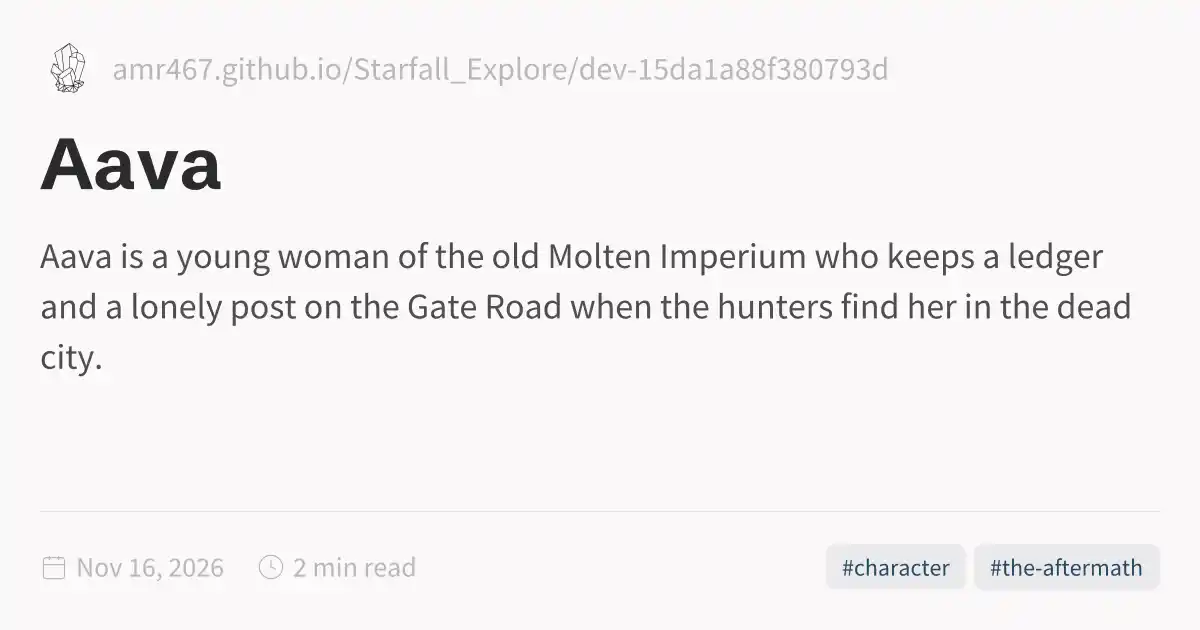 amr467.github.io/Starfall_Explore/dev-15da1a88f380793d
Aava
Aava is a young woman of the old Molten Imperium who keeps a ledger
and a lonely post on the Gate Road when the hunters find her in the dead
city.
Nov 16, 2026 2 min read #character #the-aftermath